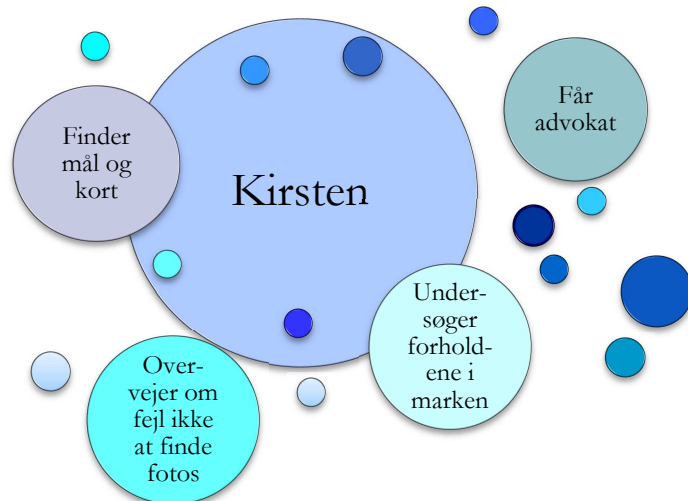 Kirsten
Finder
mål og
kort
Får
advokat
Under-
søger
forhold-
ene i
marken
Over-
vejer om
fejl ikke
at finde
fotos